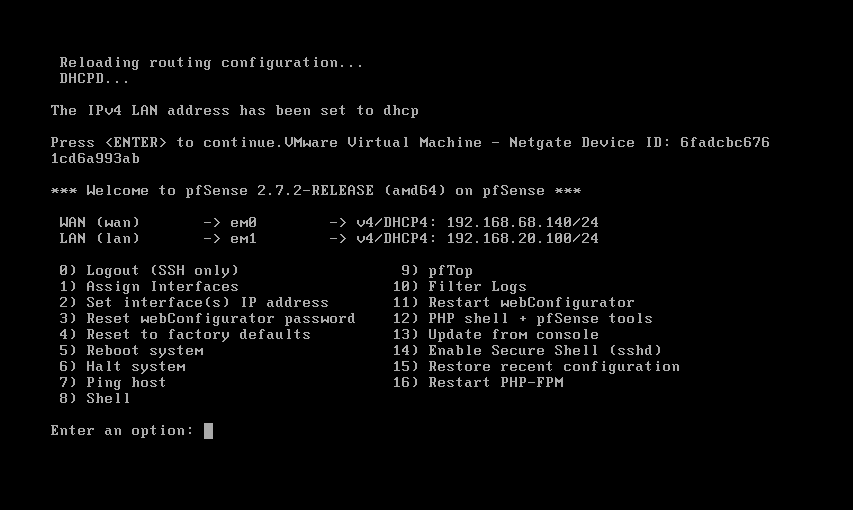 Reloading routing configuration...
DHCPD...
The IPv4 LAN address has been set to dhcp
Press <ENTER> to continue.VMware Virtual Machine - Netgate Device ID: 6fadcbc676
1cd6a993ab
*** Welcome to pfSense 2.7.2-RELEASE (amd64) on pfSense ***
WAN (wan)       -> em0        -> v4/DHCP4: 192.168.68.140/24
LAN (lan)       -> em1        -> v4/DHCP4: 192.168.20.100/24
0) Logout (SSH only)                  9) pfTop
1) Assign Interfaces                 10) Filter Logs
2) Set interface(s) IP address       11) Restart webConfigurator
3) Reset webConfigurator password    12) PHP shell + pfSense tools
4) Reset to factory defaults         13) Update from console
5) Reboot system                     14) Enable Secure Shell (sshd)
6) Halt system                       15) Restore recent configuration
7) Ping host                         16) Restart PHP-FPM
8) Shell
Enter an option: